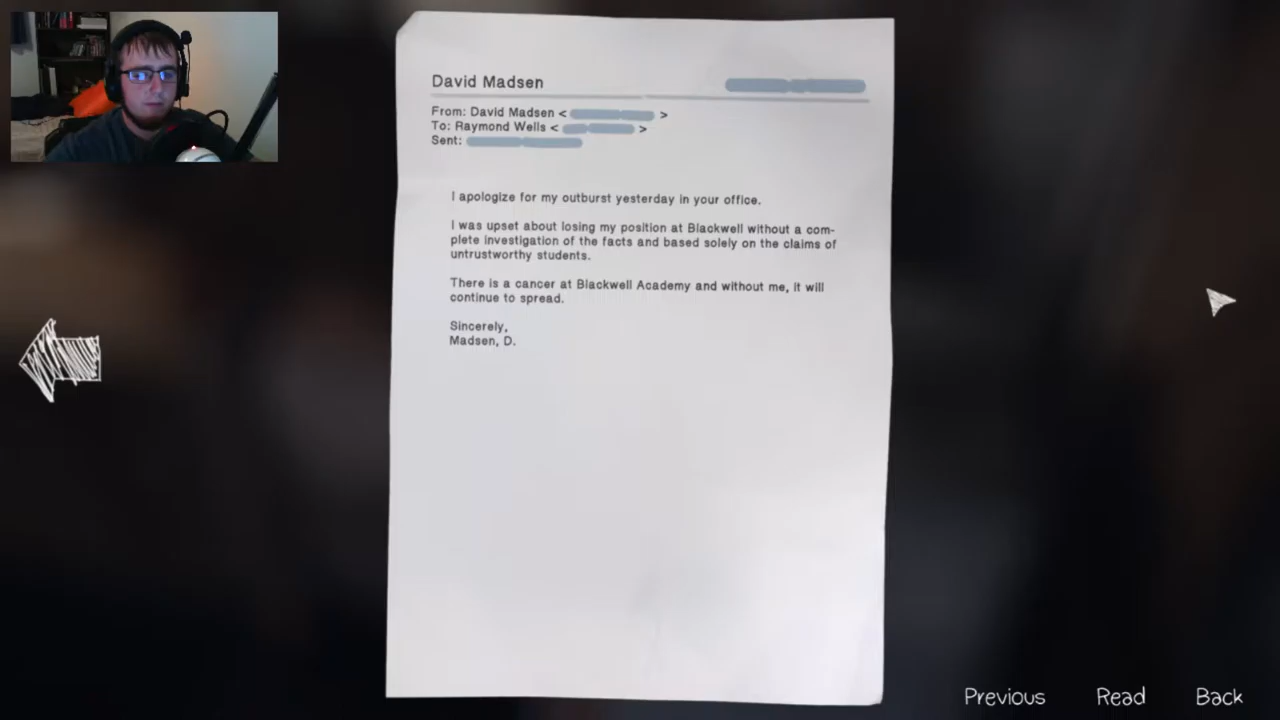 David Madsen
From: David Madsen < >
To: Raymond Wells < >
Sent:
I apologize for my outburst yesterday in your office.
I was upset about losing my position at Blackwell without a com-
plete investigation of the facts and based solely on the claims of
untrustworthy students.
There is a cancer at Blackwell Academy and without me, it will
continue to spread.
Sincerely,
Madsen, D.
Previous Read Back